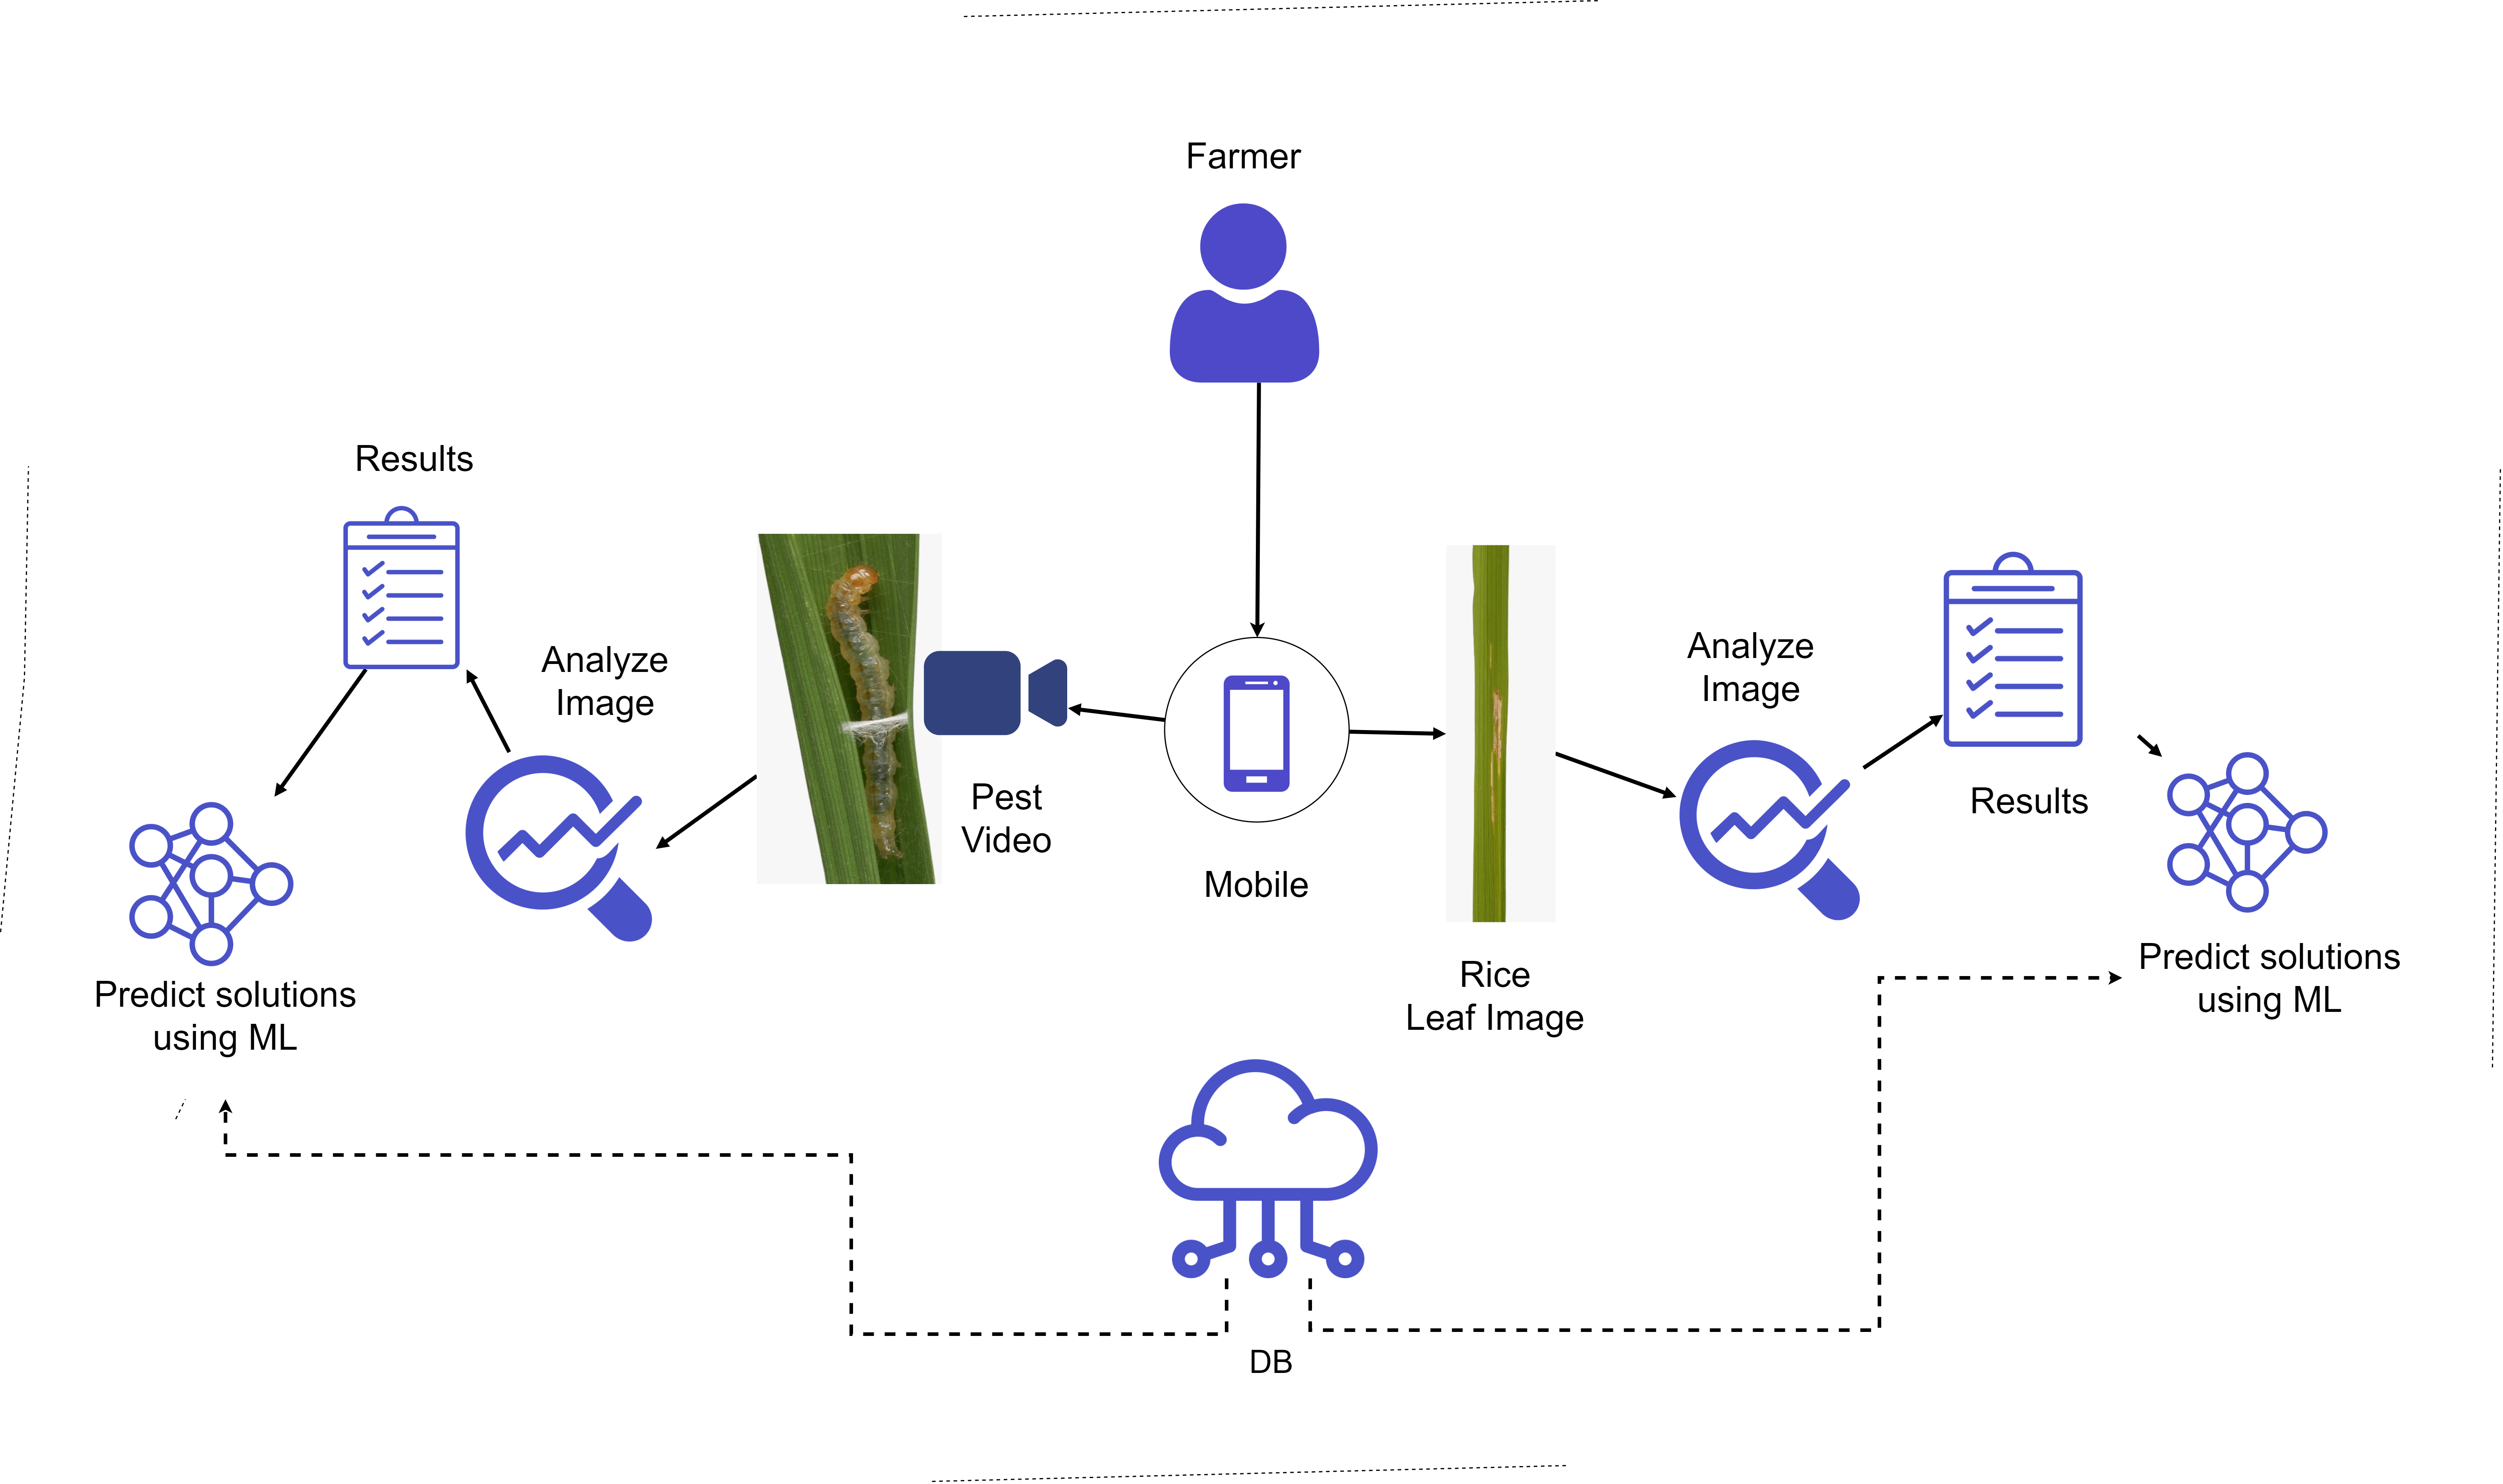 Farmer
Results
Analyze
Image
Pest
Video
Mobile
Predict solutions
using ML
Rice
Leaf Image
Analyze
Image
Results
Predict solutions
using ML
DB